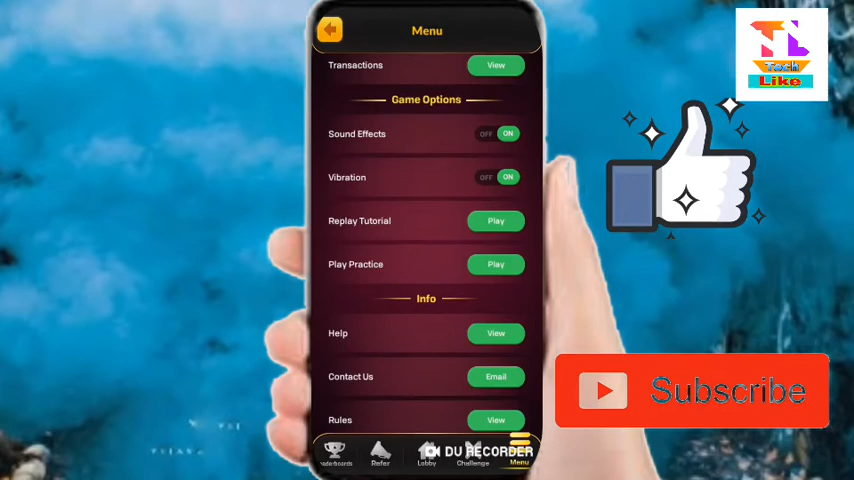 Menu
Transactions
View
Game Options
Sound Effects
OFF ON
Vibration
OFF ON
Replay Tutorial
Play
Play Practice
Play
Info
Help
View
Contact Us
Email
Rules
View
Refer
Lobby
Challenge
Menu
DU RECORDER
TL
Tech
Like
Subscribe